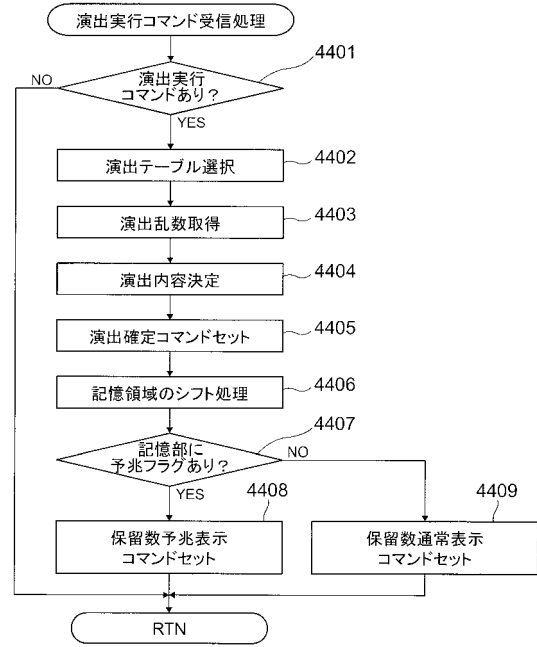 演出実行コマンド受信処理
4401
演出実行
コマンドあり?
NO
YES
演出テーブル選択
4402
演出乱数取得
4403
演出内容決定
4404
演出確定コマンドセット
4405
記憶領域のシフト処理
4406
4407
記憶部に
予兆フラグあり?
NO
YES
4408
保留数予兆表示
コマンドセット
4409
保留数通常表示
コマンドセット
RTN